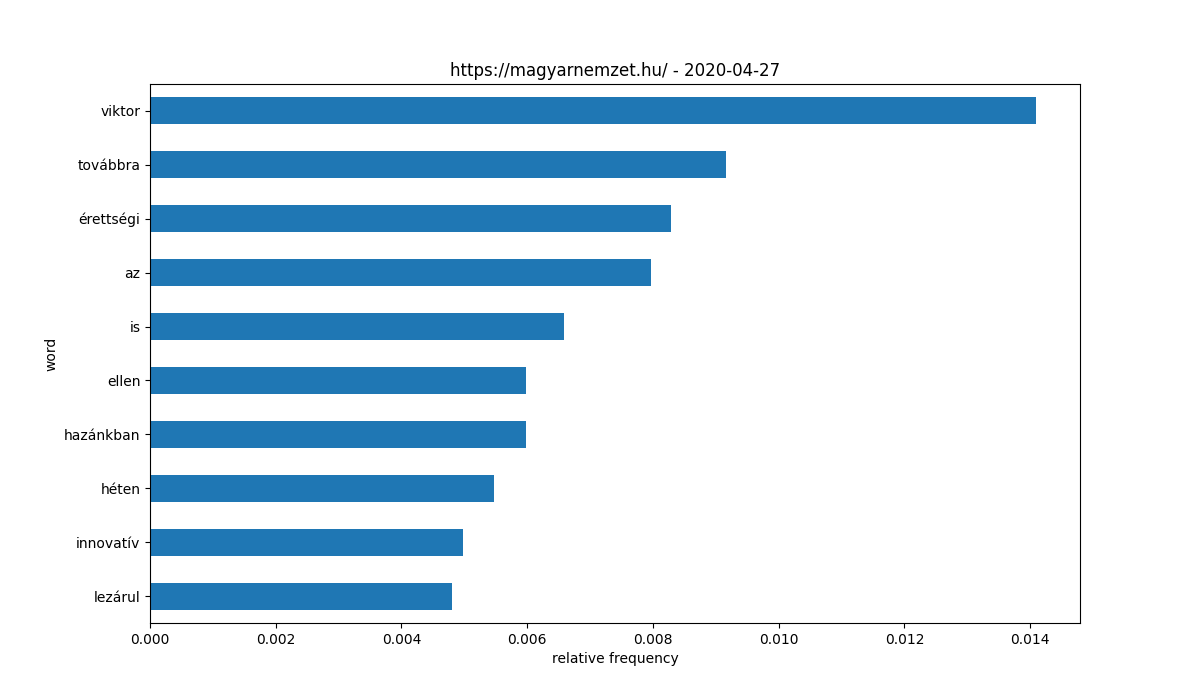 https://magyarnemzet.hu/ - 2020-04-27
viktor
továbbra
érettségi
az
is
ellen
hazánkban
héten
innovatív
lezárul
word
0.000 0.002 0.004 0.006 0.008 0.010 0.012 0.014
relative frequency